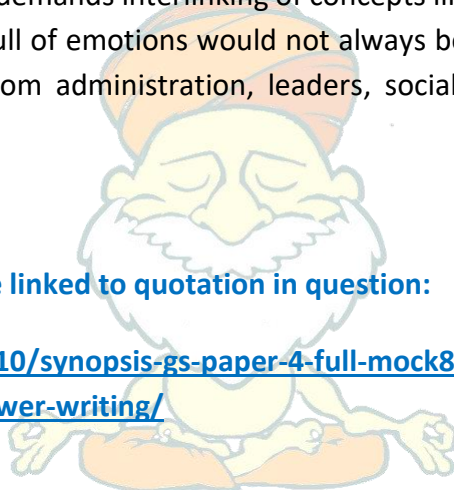 demands interlinking of concepts
ull of emotions would not always be
om administration, leaders, social
linked to quotation in question:
10/synopsis-gs-paper-4-full-mock8
wer-writing/